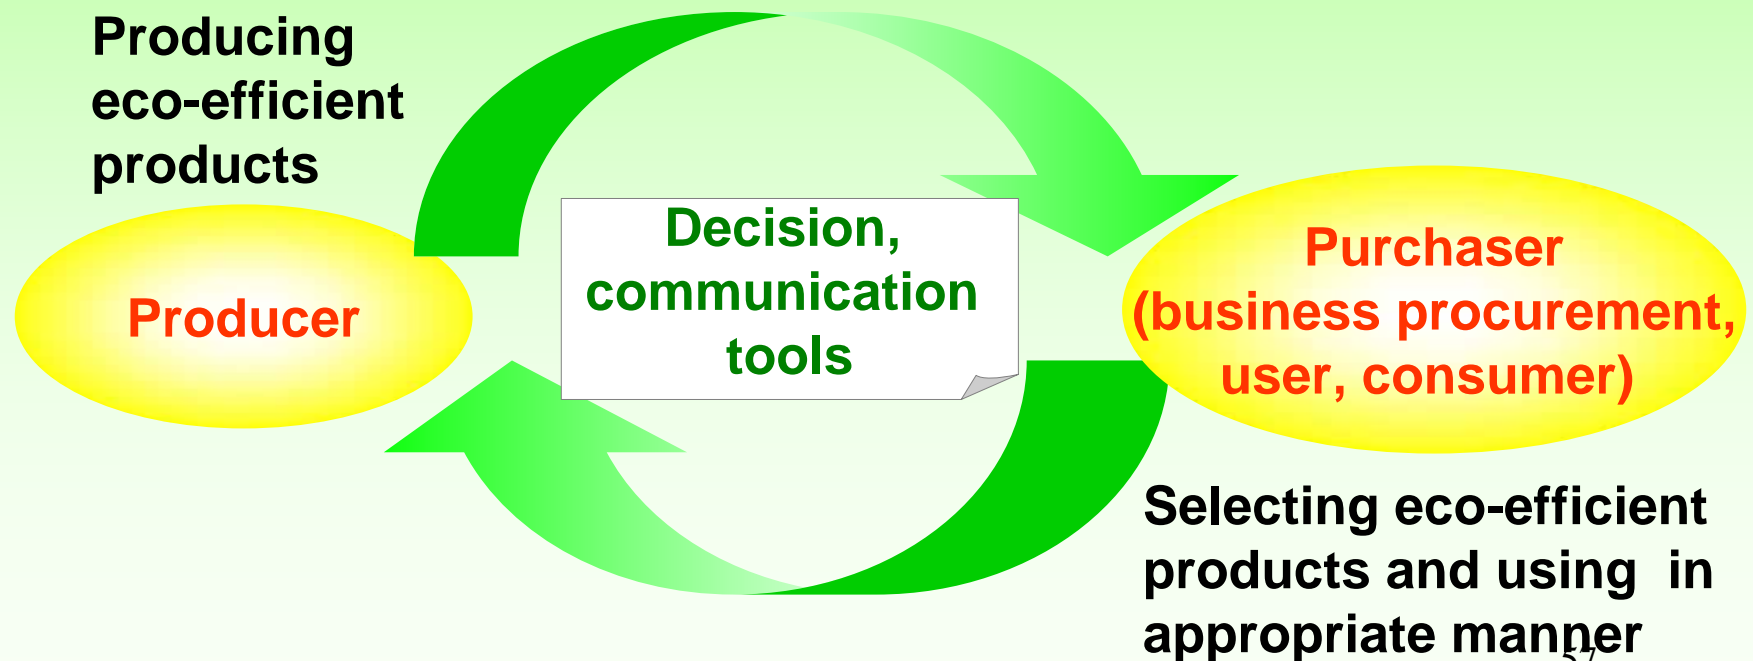 Producing
eco-efficient
products
Decision,
communication
tools
Producer
Purchaser
(business procurement,
user, consumer)
Selecting eco-efficient
products and using  in
appropriate manner